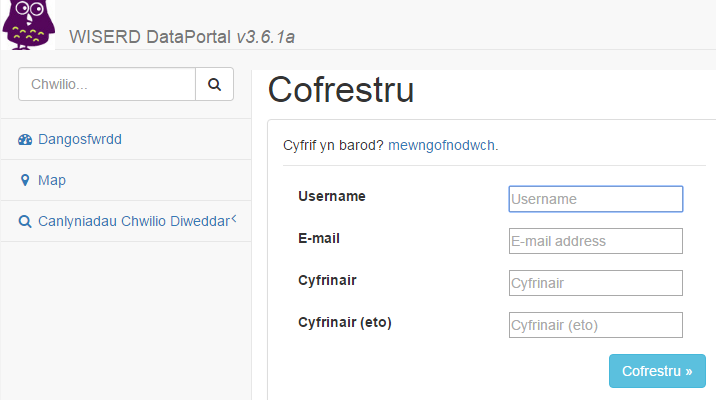 WISERD DataPortal v3.6.1a
Chwilio...
Dangosfwrdd
Map
Canlyniadau Chwilio Diweddar
Cofrestru
Cyfrif yn barod? mewngofnodwch.
Username
Username
E-mail
E-mail address
Cyfrinair
Cyfrinair
Cyfrinair (eto)
Cyfrinair (eto)
Cofrestru »